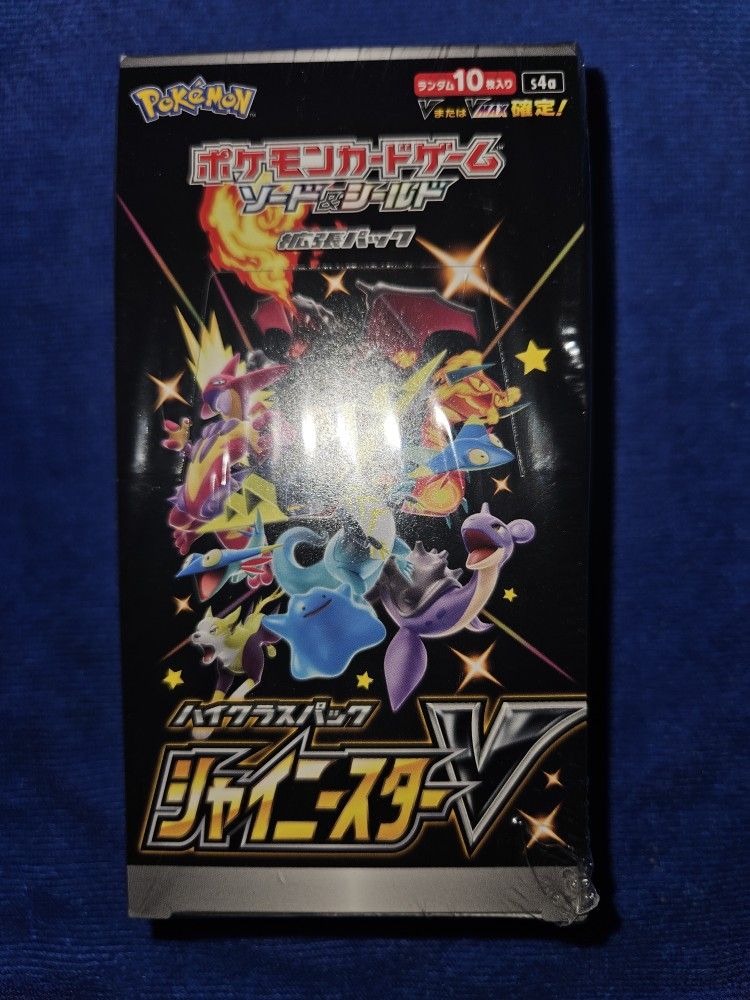 Pokémon
ランダム10枚入り s4a
VまたはVMAX確定!
ポケモンカードゲーム
ソード&シールド
拡張パック
ハイクラスパック
シャイニースターV